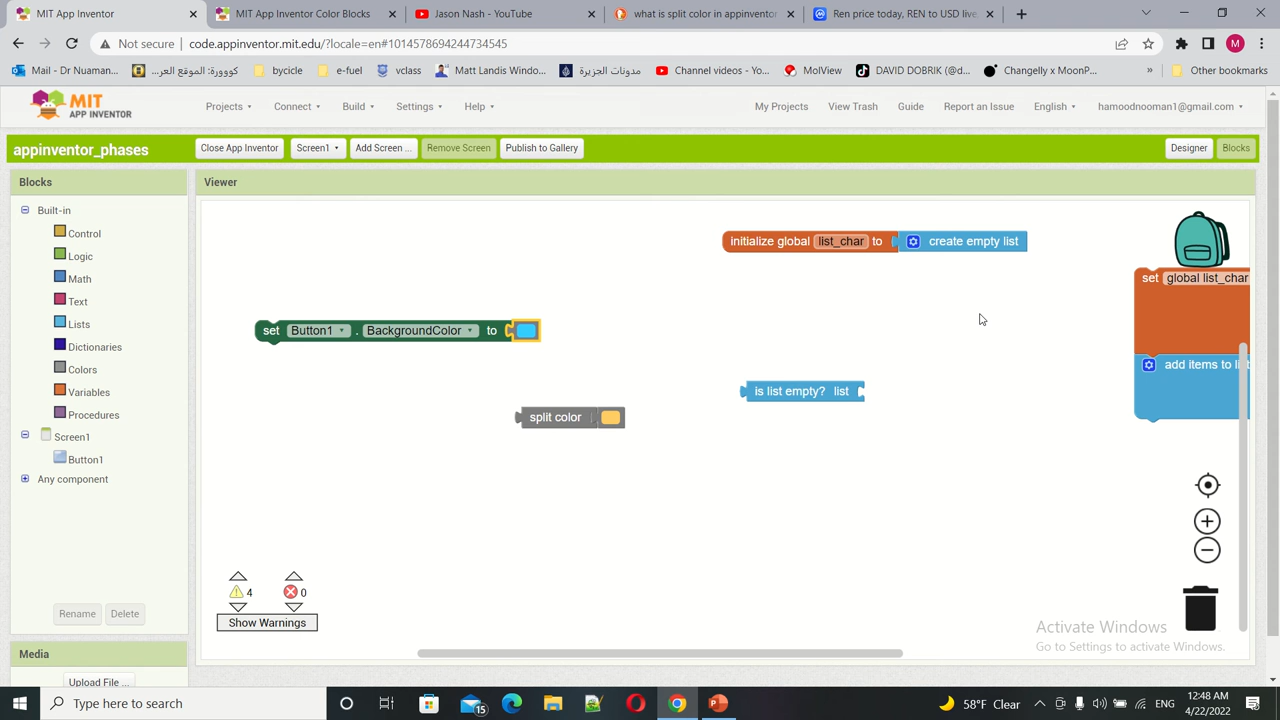 MIT App Inventor
MIT App Inventor Color Blocks
Jason Nash - YouTube
what is split color in appinventor
Ren price today, REN to USD live,
Not secure
code.appinventor.mit.edu/?locale=en#1014578694244734545
M
Mail - Dr Nuzman...
كووورة: الموقع العر...
bycicle
e-fuel
vclass
Matt Landis Windo...
مدونات الجزيرة
Channel videos - Yo...
MolView
DAVID DOBRIK (@d...
Changelly x MoonP...
»
Other bookmarks
MIT
APP INVENTOR
Projects
Connect
Build
Settings
Help
My Projects
View Trash
Guide
Report an Issue
English
hamoodnooman1@gmail.com
appinventor_phases
Close App Inventor
Screen1
Add Screen ...
Remove Screen
Publish to Gallery
Designer
Blocks
Blocks
Viewer
Built-in
Control
Logic
Math
Text
Lists
Dictionaries
Colors
Variables
Procedures
Screen1
Button1
Any component
Rename
Delete
Media
Upload File ...
initialize global list_char to create empty list
set global list_char
set Button1 . BackgroundColor to
add items to list
is list empty? list
split color
4
0
Show Warnings
Activate Windows
Go to Settings to activate Windows.
Type here to search
15
58°F Clear
ENG
12:48 AM
4/22/2022